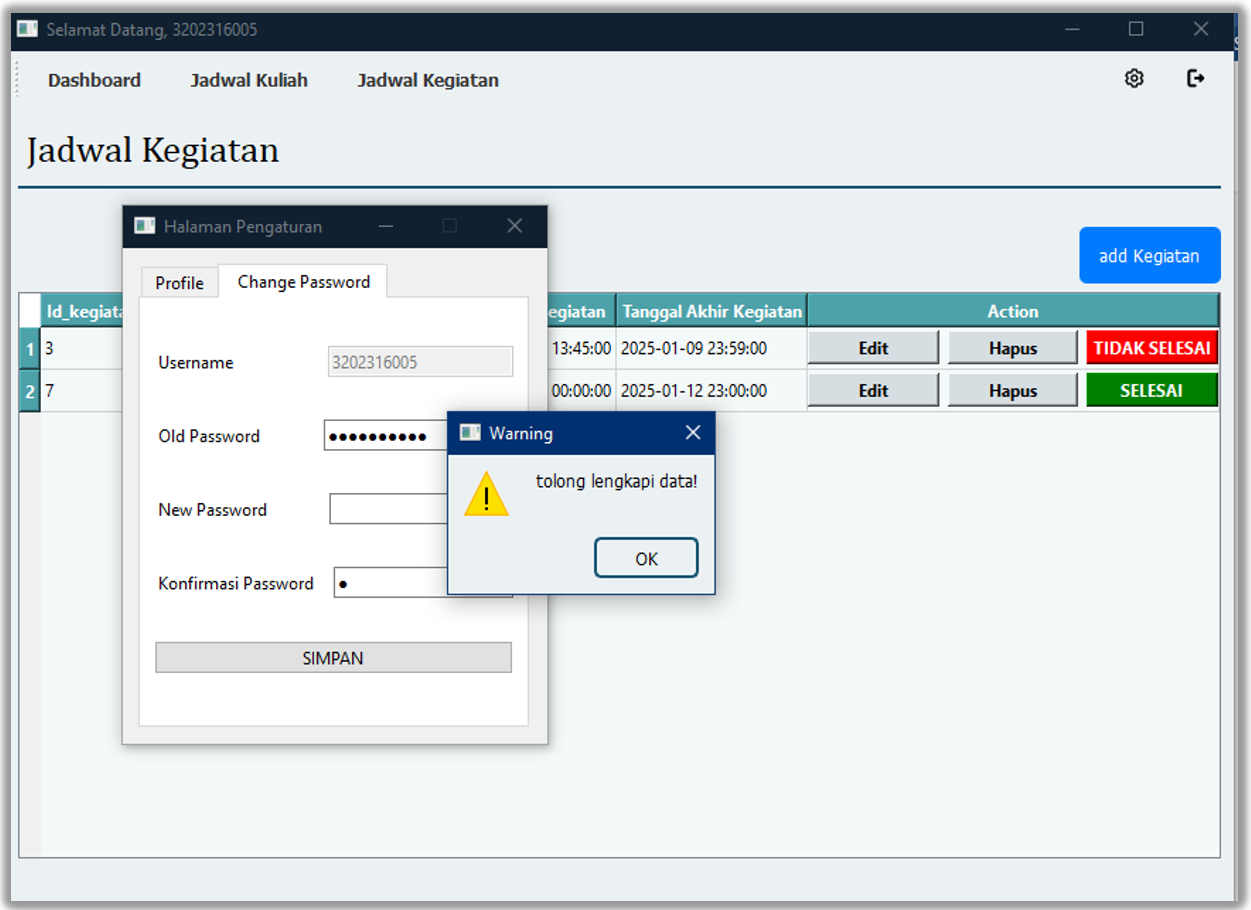 Selamat Datang, 3202316005
Dashboard Jadwal Kuliah Jadwal Kegiatan
Jadwal Kegiatan
add Kegiatan
Halaman Pengaturan
Profile Change Password
Username 3202316005
Old Password
New Password
Konfirmasi Password
SIMPAN
Warning
tolong lengkapi data!
OK
Tanggal Akhir Kegiatan Action
1 3 13:45:00 2025-01-09 23:59:00 Edit Hapus TIDAK SELESAI
2 7 00:00:00 2025-01-12 23:00:00 Edit Hapus SELESAI